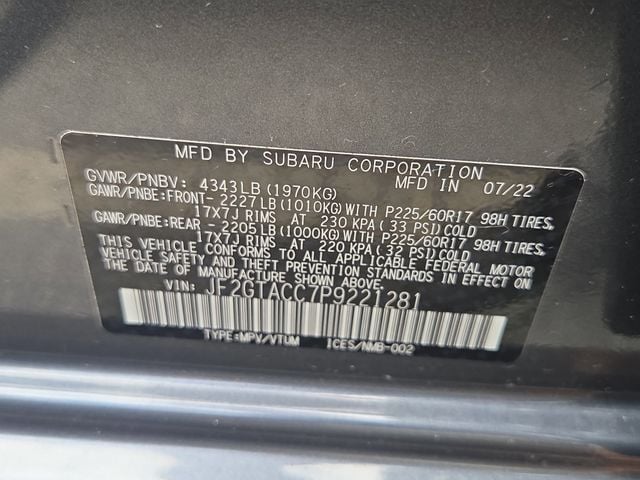 MFD BY SUBARU CORPORATION
GVWR/PNBV: 4343LB(1970KG) MFD IN 07/22
GAWR/PNBE:FRONT- 2227LB(1010KG)WITH P225/60R17 98H TIRES,
17X7J RIMS AT 230 KPA(33 PSI)COLD
GAWR/PNBE:REAR - 2205LB(1000KG)WITH P225/60R17 98H TIRES,
17X7J RIMS AT 220 KPA(32 PSI)COLD
THIS VEHICLE CONFORMS TO ALL APPLICABLE FEDERAL MOTOR
VEHICLE SAFETY AND THEFT PREVENTION STANDARDS IN EFFECT ON
THE DATE OF MANUFACTURE SHOWN ABOVE.
VIN: JF2GTACC7P9221281
TYPE:MPV/VTUM ICES/NMB-002